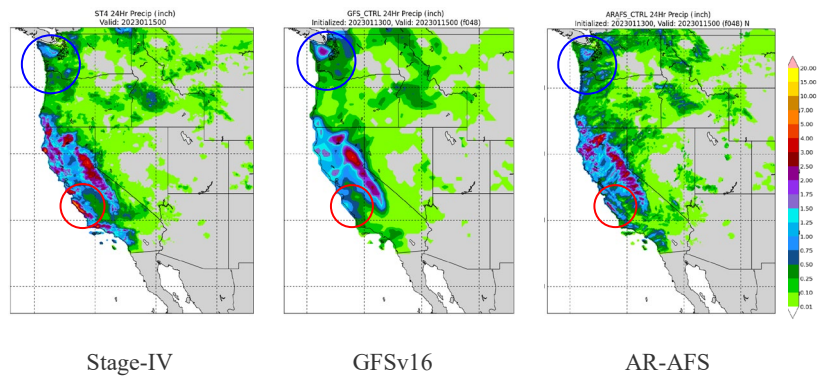 ST4 24Hr Precip (inch)
Valid: 2023011500
GFS_CTRL 24Hr Precip (inch)
Initialized: 2023011300, Valid: 2023011500 (f048)
ARAFS_CTRL 24Hr Precip (inch)
Initialized: 2023011300, Valid: 2023011500 (f048) N
20.00
15.00
10.00
7.00
5.00
4.00
3.00
2.50
2.00
1.75
1.50
1.25
1.00
0.75
0.50
0.25
0.10
0.01
Stage-IV
GFSv16
AR-AFS